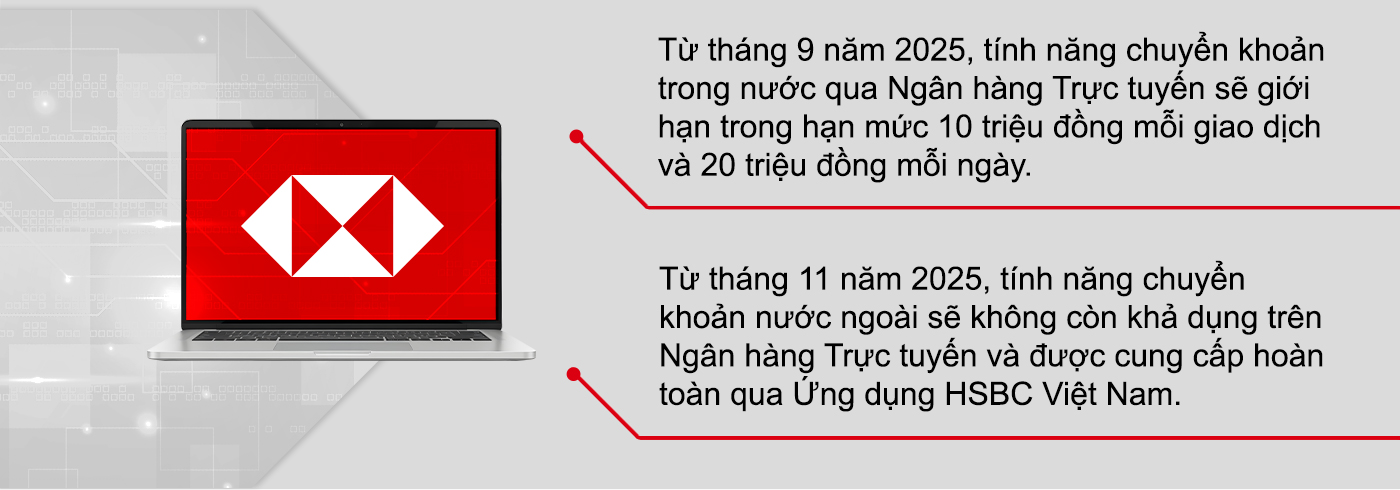 Từ tháng 9 năm 2025, tính năng chuyển khoản
trong nước qua Ngân hàng Trực tuyến sẽ giới
hạn trong hạn mức 10 triệu đồng mỗi giao dịch
và 20 triệu đồng mỗi ngày.
Từ tháng 11 năm 2025, tính năng chuyển
khoản nước ngoài sẽ không còn khả dụng trên
Ngân hàng Trực tuyến và được cung cấp hoàn
toàn qua Ứng dụng HSBC Việt Nam.